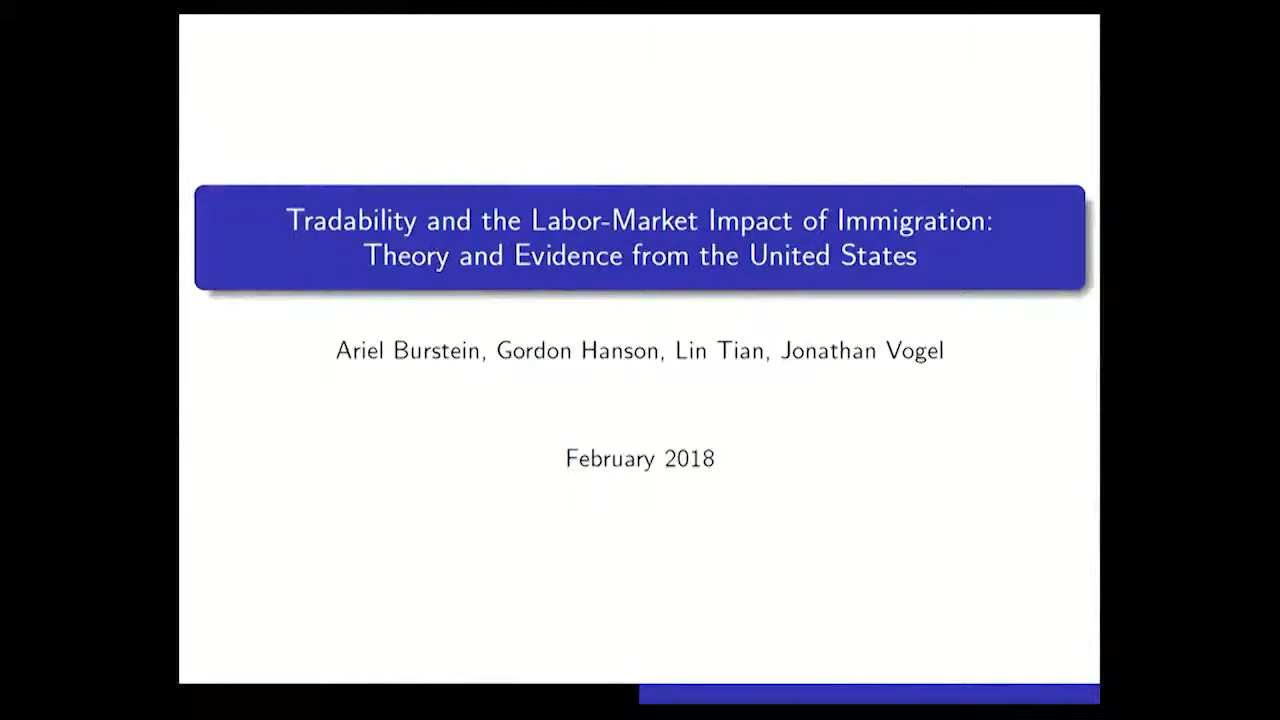 Tradability and the Labor-Market Impact of Immigration:
Theory and Evidence from the United States
Ariel Burstein, Gordon Hanson, Lin Tian, Jonathan Vogel
February 2018